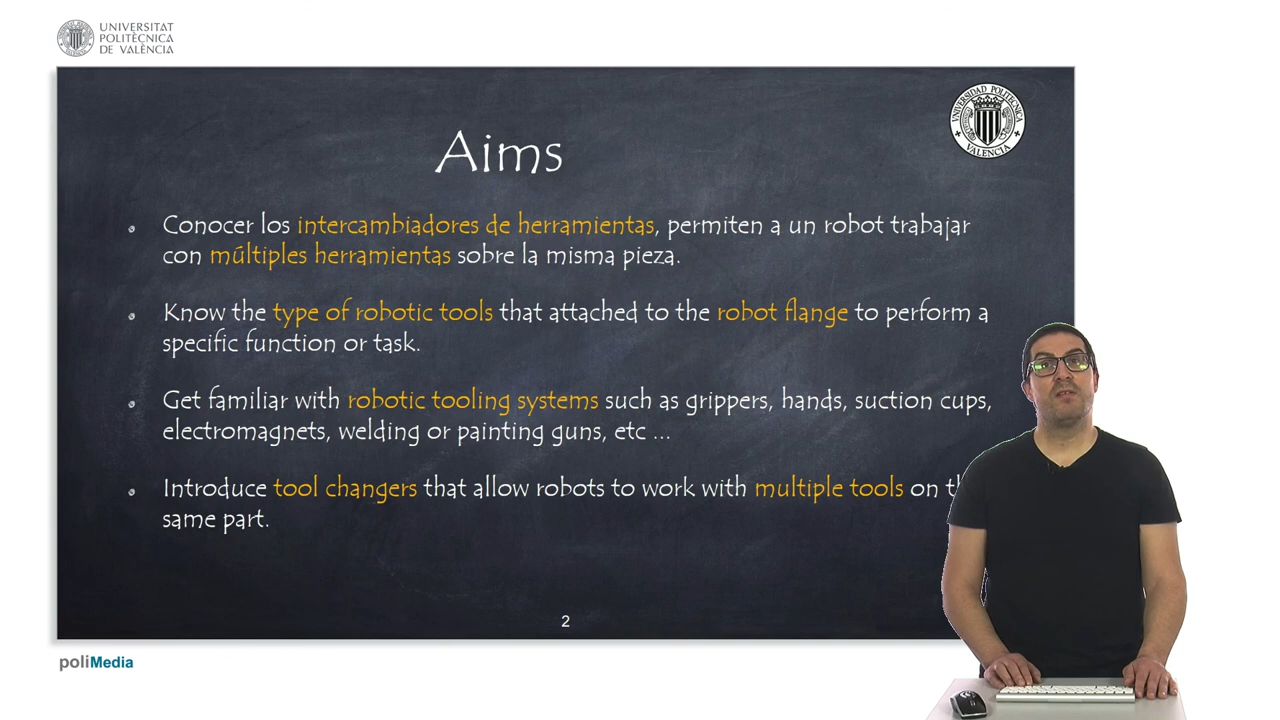 UNIVERSITAT
POLITÈCNICA
DE VALÈNCIA
UNIVERSIDAD POLITECNICA
VALENCIA
Aims
Conocer los intercambiadores de herramientas, permiten a un robot trabajar
con múltiples herramientas sobre la misma pieza.
Know the type of robotic tools that attached to the robot flange to perform a
specific function or task.
Get familiar with robotic tooling systems such as grippers, hands, suction cups,
electromagnets, welding or painting guns, etc ...
Introduce tool changers that allow robots to work with multiple tools on
same part.
2
poliMedia